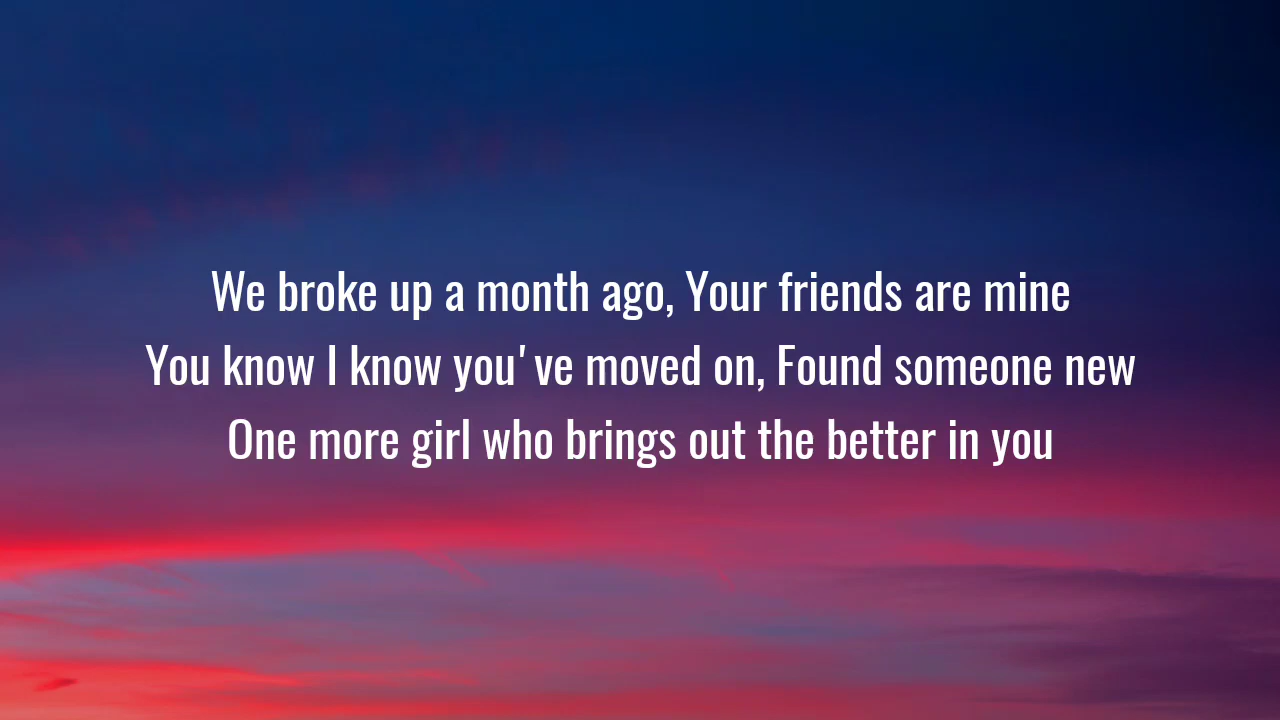 We broke up a month ago, Your friends are mine
You know I know you've moved on, Found someone new
One more girl who brings out the better in you